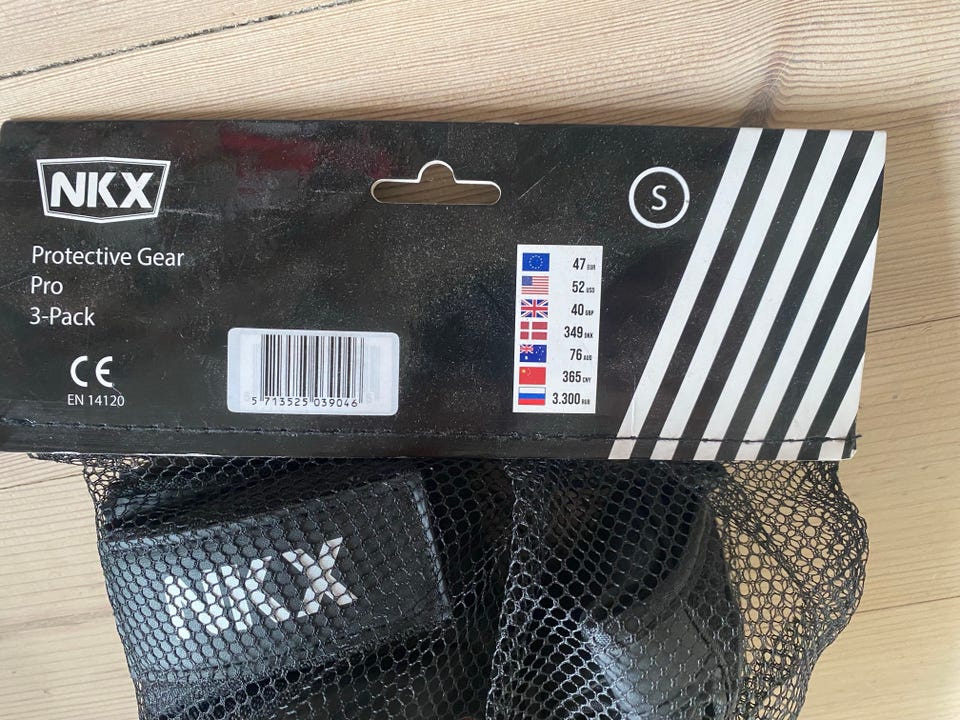 NKX
S
Protective Gear
Pro
3-Pack
CE
EN 14120
5 713525 039046
47 EUR
52 USD
40 GBP
349 DKK
76 AUD
365 CNY
3.300 RUB
NKX